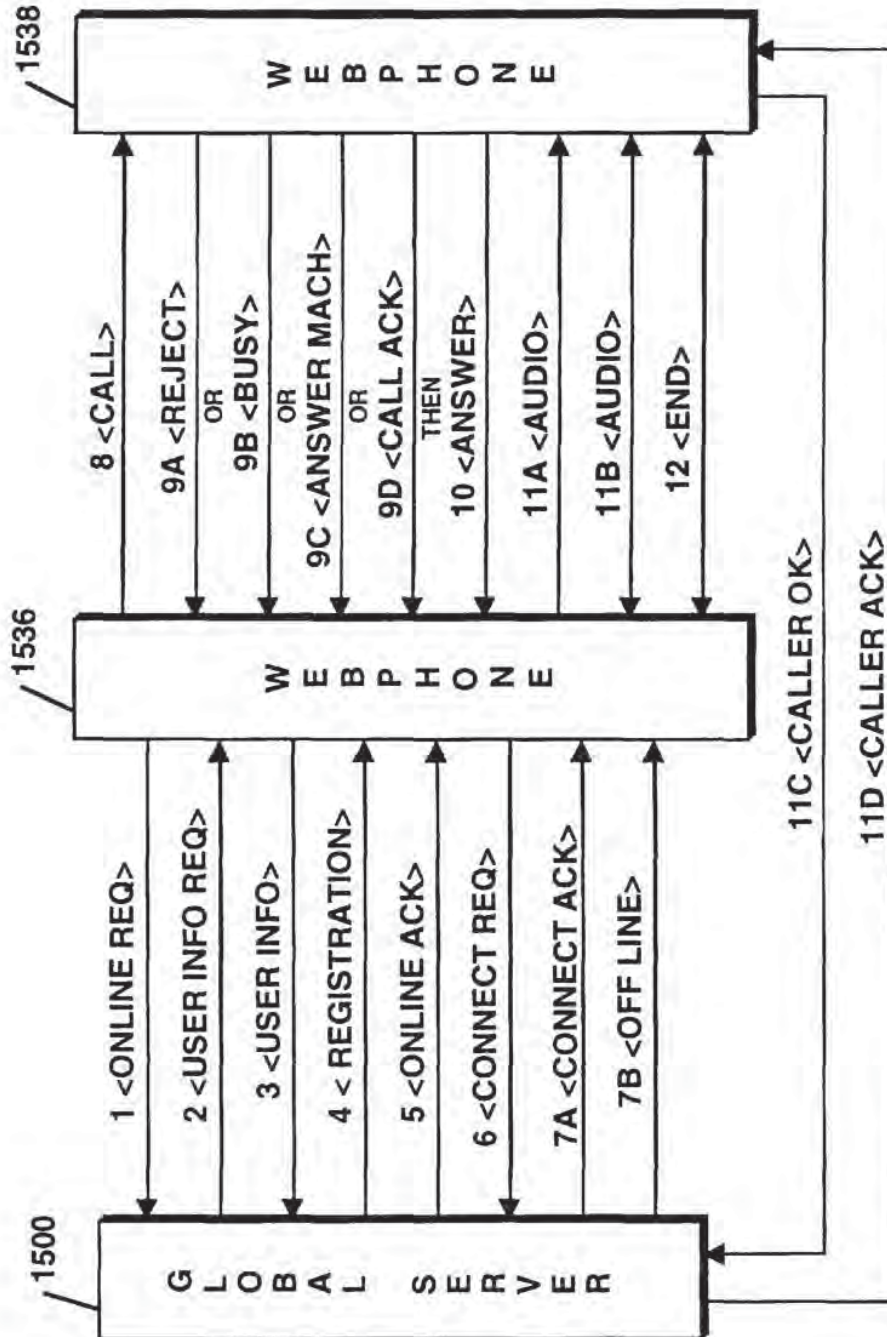 1500
GLOBAL SERVER
1 <ONLINE REQ>
2 <USER INFO REQ>
3 <USER INFO>
4 < REGISTRATION>
5 <ONLINE ACK>
6 <CONNECT REQ>
7A <CONNECT ACK>
7B <OFF LINE>
1536
WEBPHONE
8 <CALL>
9A <REJECT>
OR
9B <BUSY>
OR
9C <ANSWER MACH>
OR
9D <CALL ACK>
THEN
10 <ANSWER>
11A <AUDIO>
11B <AUDIO>
12 <END>
1538
WEBPHONE
11C <CALLER OK>
11D <CALLER ACK>